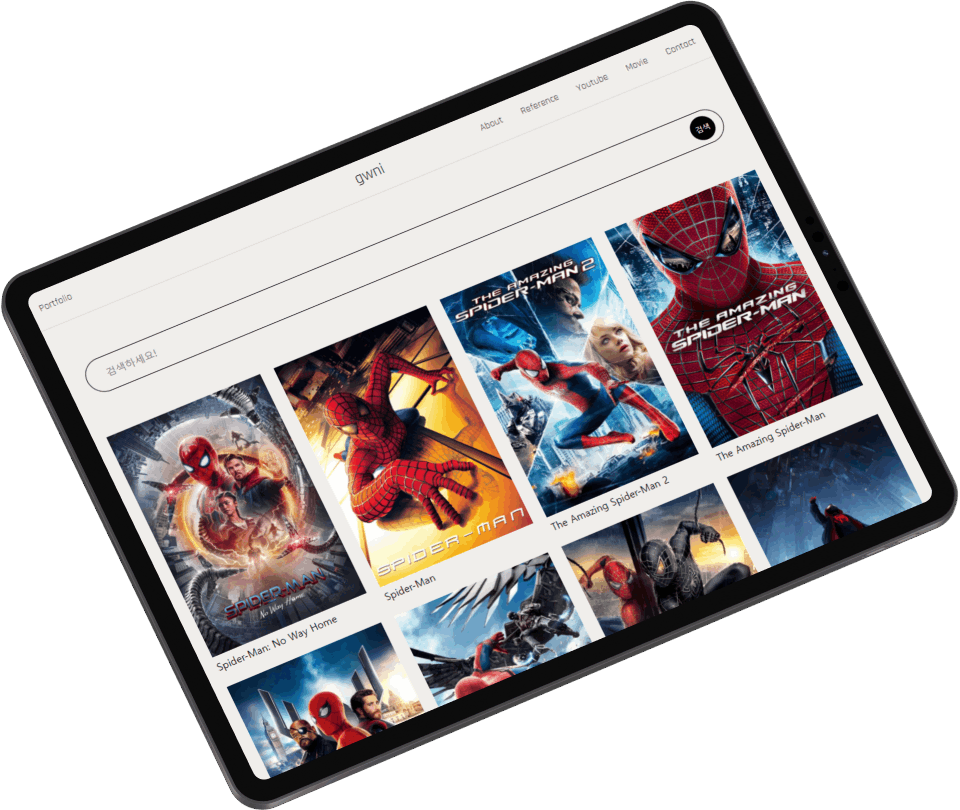 Portfolio
gwni
About
Reference
Youtube
Movie
Contact
검색하세요!
검색
SPIDER-MAN
No Way Home
Spider-Man: No Way Home
SPIDER-MAN
Spider-Man
THE AMAZING
SPIDER-MAN 2
The Amazing Spider-Man 2
THE AMAZING
SPIDER-MAN
The Amazing Spider-Man